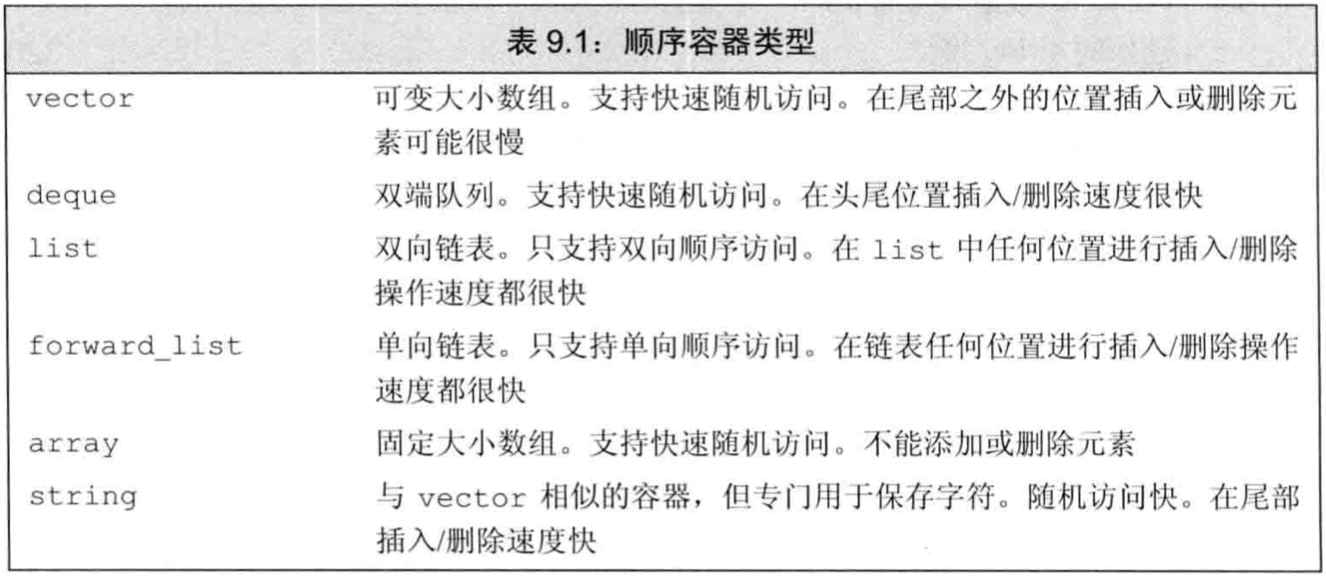 表 9.1：顺序容器类型
vector 可变大小数组。支持快速随机访问。在尾部之外的位置插入或删除元
素可能很慢
deque 双端队列。支持快速随机访问。在头尾位置插入/删除速度很快
list 双向链表。只支持双向顺序访问。在 list 中任何位置进行插入/删除
操作速度都很快
forward_list 单向链表。只支持单向顺序访问。在链表任何位置进行插入/删除操作
速度都很快
array 固定大小数组。支持快速随机访问。不能添加或删除元素
string 与 vector 相似的容器，但专门用于保存字符。随机访问快。在尾部
插入/删除速度快